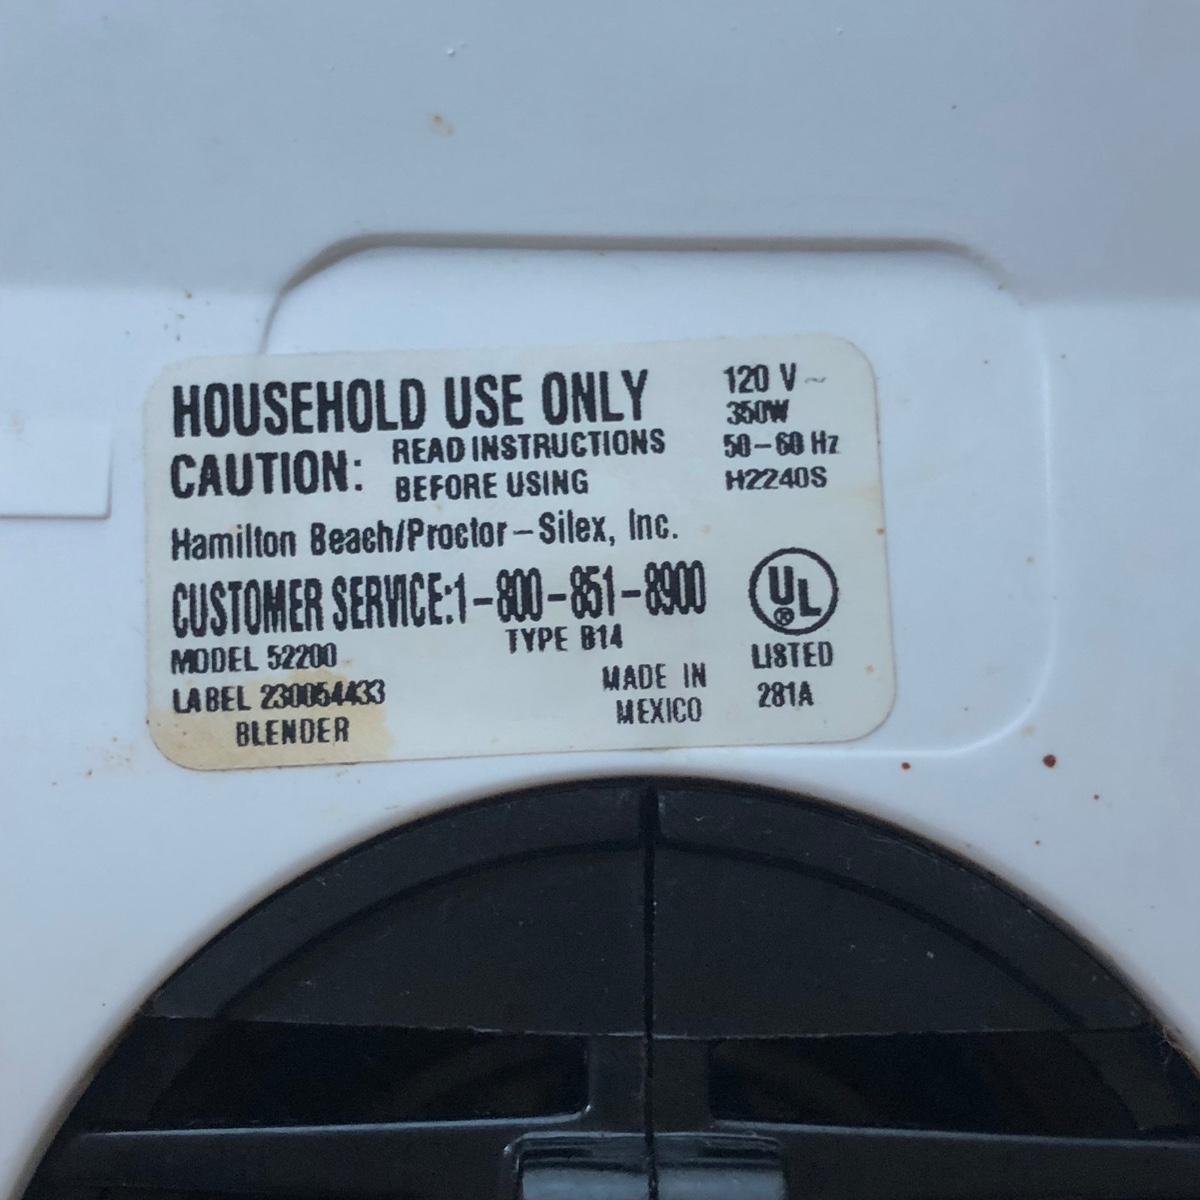 HOUSEHOLD USE ONLY
CAUTION: READ INSTRUCTIONS
BEFORE USING
Hamilton Beach/Proctor-Silex, Inc.
CUSTOMER SERVICE:1-800-851-8900
MODEL 52200
TYPE B14
LABEL 230054433
BLENDER
MADE IN
MEXICO
120 V~
350W
50-60 Hz
H2240S
UL®
LISTED
281A